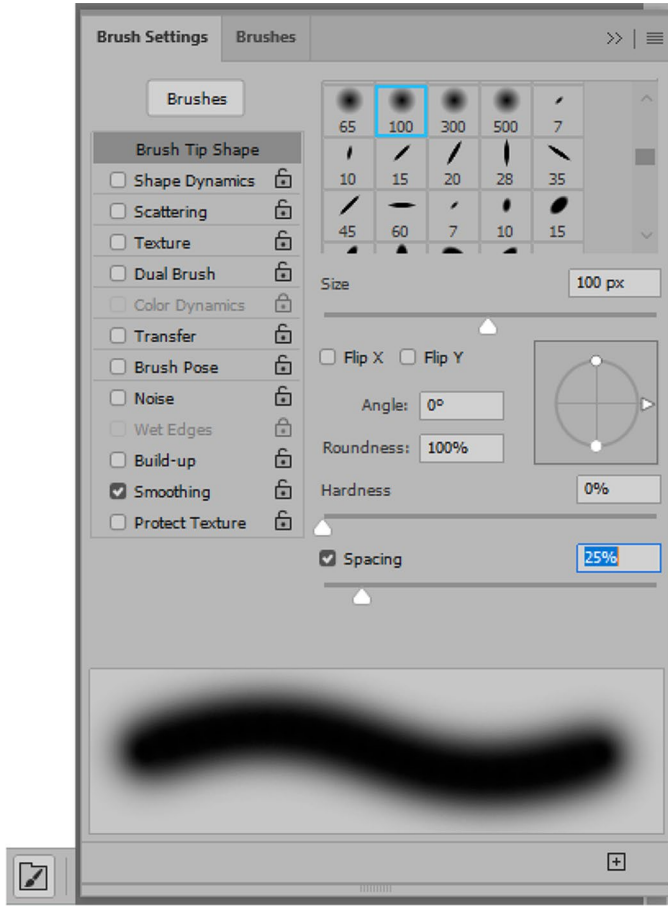 Brush Settings Brushes
Brushes
65 100 300 500 7
10 15 20 28 35
45 60 7 10 15
Brush Tip Shape
Shape Dynamics
Scattering
Texture
Dual Brush
Color Dynamics
Transfer
Brush Pose
Noise
Wet Edges
Build-up
Smoothing
Protect Texture
Size 100 px
Flip X Flip Y
Angle: 0º
Roundness: 100%
Hardness 0%
Spacing 25%